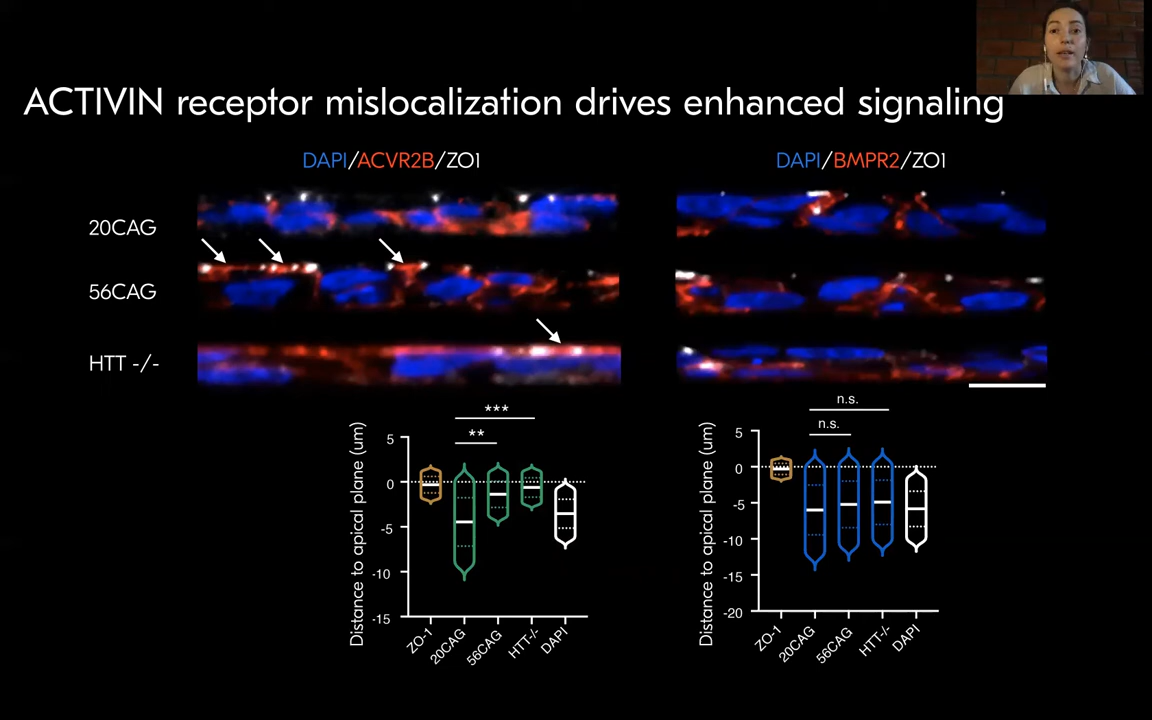 ACTIVIN receptor mislocalization drives enhanced signaling
DAPI/ACVR2B/ZO1
DAPI/BMPR2/ZO1
20CAG
56CAG
HTT -/-
***
**
5
0
-5
-10
-15
Distance to apical plane (um)
ZO-1
20CAG
56CAG
HTT-/-
DAPI
n.s.
n.s.
5
0
-5
-10
-15
-20
Distance to apical plane (um)
ZO-1
20CAG
56CAG
HTT-/-
DAPI